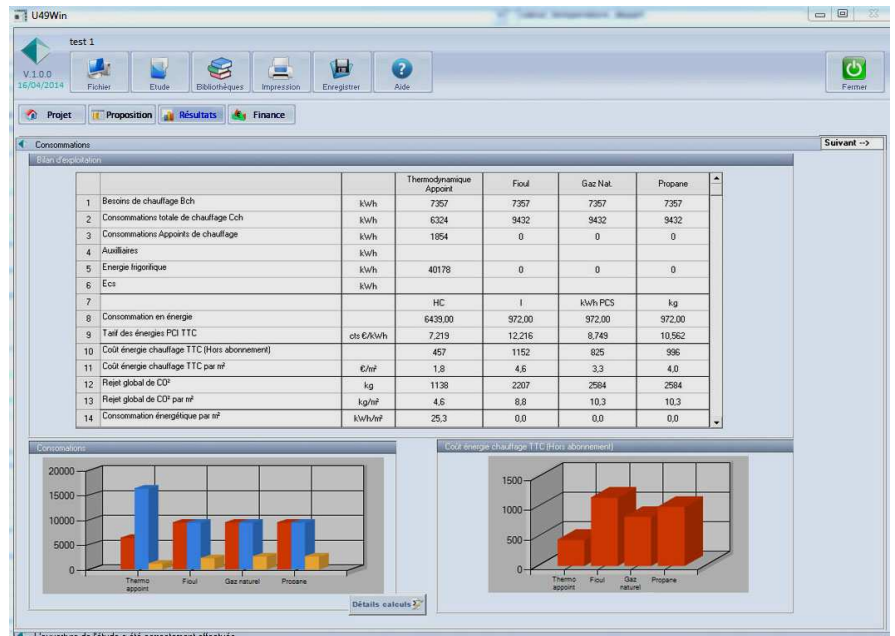 U49Win
test 1
V.1.0.0
16/04/2014
Fichier
Etude
Bibliothèques
Impression
Enregistrer
Aide
Fermer
Projet
Proposition
Résultats
Finance
Consommations
Suivant -->
Bilan d'exploitation
Thermodynamique Appoint Fioul Gaz Nat. Propane
1 Besoins de chauffage Bch kWh 7357 7357 7357 7357
2 Consommations totale de chauffage Cch kWh 6324 9432 9432 9432
3 Consommations Appoints de chauffage kWh 1854 0 0 0
4 Auxilliaires kWh
5 Energie frigorifique kWh 40178 0 0 0
6 Ecs kWh
7 HC l kWh PCS kg
8 Consommation en énergie 6439,00 972,00 972,00 972,00
9 Tarif des énergies PCI TTC cts €/kWh 7,219 12,216 8,749 10,562
10 Coût énergie chauffage TTC (Hors abonnement) 457 1152 825 996
11 Coût énergie chauffage TTC par m² €/m² 1,8 4,6 3,3 4,0
12 Rejet global de CO² kg 1138 2207 2584 2584
13 Rejet global de CO² par m² kg/m² 4,6 8,8 10,3 10,3
14 Consommation énergétique par m² kWh/m² 25,3 0,0 0,0 0,0
Consomations
20000
15000
10000
5000
0
Thermo appoint
Fioul
Gaz naturel
Propane
Détails calculs
Coût énergie chauffage TTC (Hors abonnement)
1500
1000
500
0
Thermo appoint
Fioul
Gaz naturel
Propane
L'ouverture de l'étude a été correctement effectuée